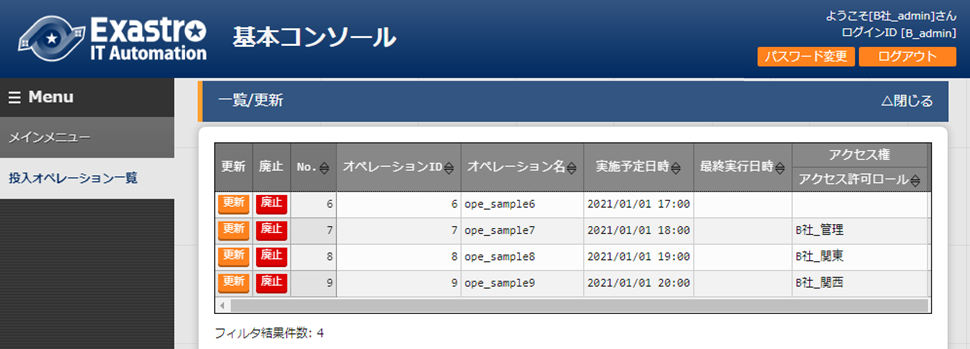 Exastro
IT Automation
基本コンソール
ようこそ[B社_admin]さん
ログインID [B_admin]
パスワード変更 ログアウト
Menu
メインメニュー
投入オペレーション一覧
一覧/更新 △閉じる
更新 廃止 No. オペレーションID オペレーション名 実施予定日時 最終実行日時 アクセス権
アクセス許可ロール
更新 廃止 6 6 ope_sample6 2021/01/01 17:00
更新 廃止 7 7 ope_sample7 2021/01/01 18:00 B社_管理
更新 廃止 8 8 ope_sample8 2021/01/01 19:00 B社_関東
更新 廃止 9 9 ope_sample9 2021/01/01 20:00 B社_関西
フィルタ結果件数: 4